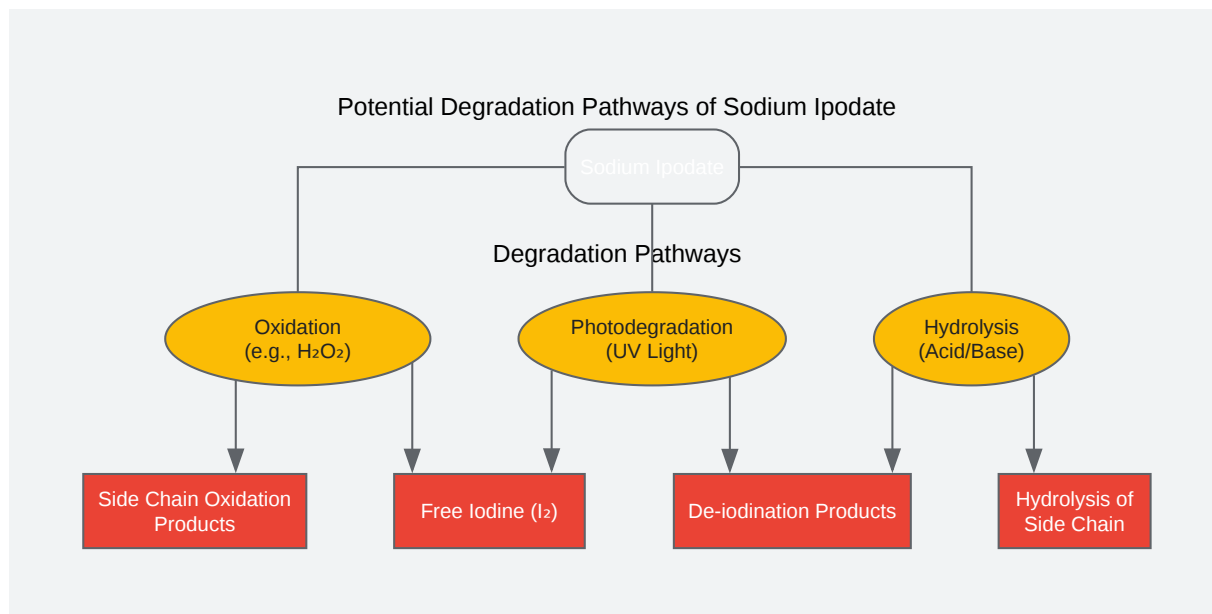 Potential Degradation Pathways of Sodium Ipodate
Sodium Ipodate
Degradation Pathways
Oxidation
(e.g., H₂O₂)
Photodegradation
(UV Light)
Hydrolysis
(Acid/Base)
Side Chain Oxidation
Products
Free Iodine (I₂)
De-iodination Products
Hydrolysis of
Side Chain